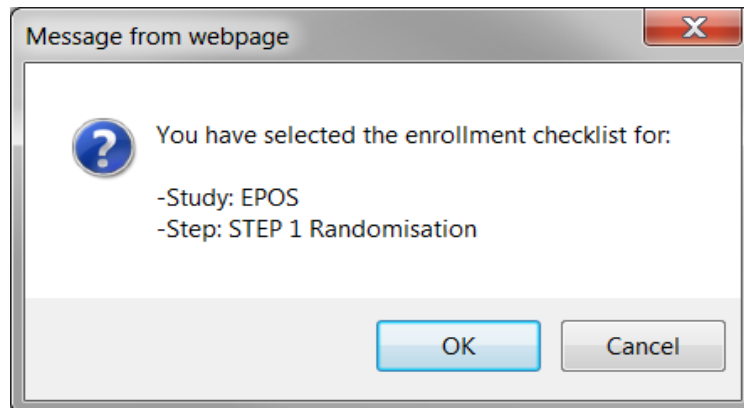 Message from webpage
You have selected the enrollment checklist for:
-Study: EPOS
-Step: STEP 1 Randomisation
OK
Cancel